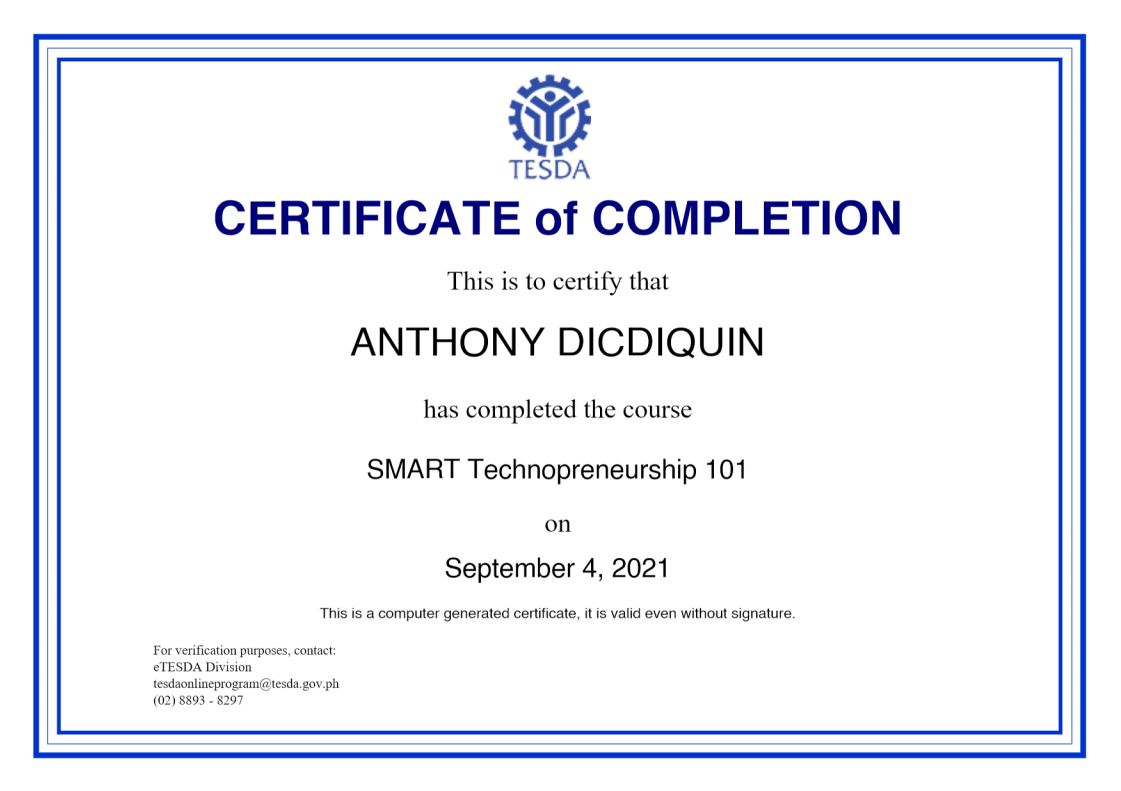 TESDA
CERTIFICATE of COMPLETION
This is to certify that
ANTHONY DICDIQUIN
has completed the course
SMART Technopreneurship 101
on
September 4, 2021
This is a computer generated certificate, it is valid even without signature.
For verification purposes, contact:
eTESDA Division
tesdaonlineprogram@tesda.gov.ph
(02) 8893 - 8297